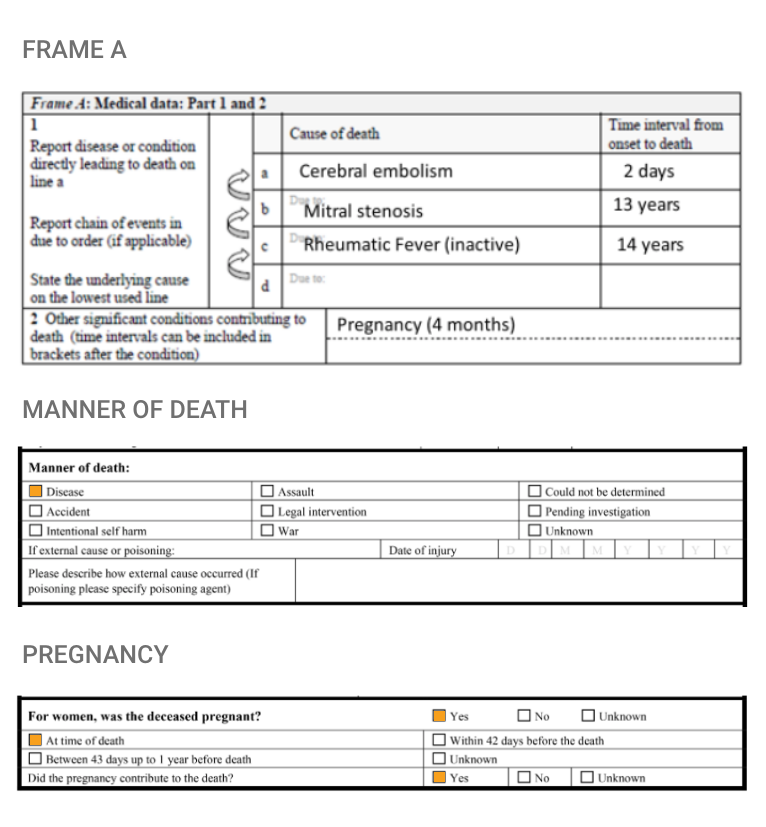 FRAME A
Frame A: Medical data: Part 1 and 2
1
Report disease or condition
directly leading to death on
line a
Report chain of events in
due to order (if applicable)
State the underlying cause
on the lowest used line
Cause of death
Time interval from
onset to death
a Cerebral embolism 2 days
b Due to: Mitral stenosis 13 years
c Due to: Rheumatic Fever (inactive) 14 years
d Due to:
2 Other significant conditions contributing to
death (time intervals can be included in
brackets after the condition)
Pregnancy (4 months)
MANNER OF DEATH
Manner of death:
Disease Assault Could not be determined
Accident Legal intervention Pending investigation
Intentional self harm War Unknown
If external cause or poisoning: Date of injury D D M M Y Y Y Y
Please describe how external cause occurred (If
poisoning please specify poisoning agent)
PREGNANCY
For women, was the deceased pregnant? Yes No Unknown
At time of death Within 42 days before the death
Between 43 days up to 1 year before death Unknown
Did the pregnancy contribute to the death? Yes No Unknown